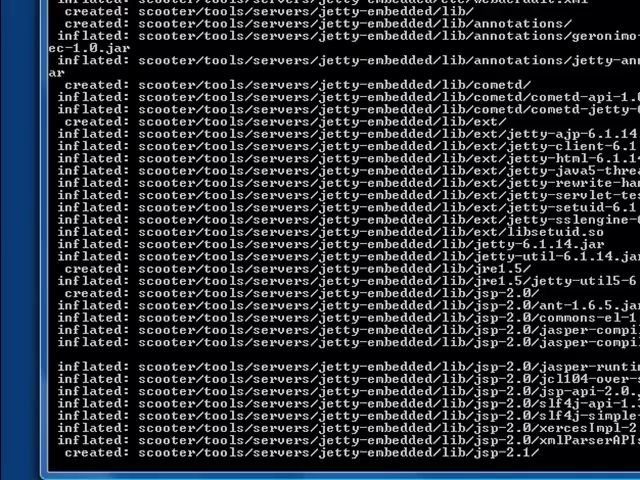 inflated: scooter/tools/servers/jetty-embedded/etc/webdefault.xml
created: scooter/tools/servers/jetty-embedded/lib/
created: scooter/tools/servers/jetty-embedded/lib/annotations/
inflated: scooter/tools/servers/jetty-embedded/lib/annotations/geronimo
ec-1.0.jar
inflated: scooter/tools/servers/jetty-embedded/lib/annotations/jetty-an
ar
created: scooter/tools/servers/jetty-embedded/lib/cometd/
inflated: scooter/tools/servers/jetty-embedded/lib/cometd/cometd-api-1.0
inflated: scooter/tools/servers/jetty-embedded/lib/cometd/cometd-jetty-6
created: scooter/tools/servers/jetty-embedded/lib/ext/
inflated: scooter/tools/servers/jetty-embedded/lib/ext/jetty-ajp-6.1.14
inflated: scooter/tools/servers/jetty-embedded/lib/ext/jetty-client-6.1
inflated: scooter/tools/servers/jetty-embedded/lib/ext/jetty-html-6.1.14
inflated: scooter/tools/servers/jetty-embedded/lib/ext/jetty-java5-threa
inflated: scooter/tools/servers/jetty-embedded/lib/ext/jetty-rewrite-ha
inflated: scooter/tools/servers/jetty-embedded/lib/ext/jetty-servlet-tes
inflated: scooter/tools/servers/jetty-embedded/lib/ext/jetty-setuid-6.1
inflated: scooter/tools/servers/jetty-embedded/lib/ext/jetty-sslengine-6
inflated: scooter/tools/servers/jetty-embedded/lib/ext/libsetuid.so
inflated: scooter/tools/servers/jetty-embedded/lib/jetty-6.1.14.jar
inflated: scooter/tools/servers/jetty-embedded/lib/jetty-util-6.1.14.jar
created: scooter/tools/servers/jetty-embedded/lib/jre1.5/
inflated: scooter/tools/servers/jetty-embedded/lib/jre1.5/jetty-util5-6
created: scooter/tools/servers/jetty-embedded/lib/jsp-2.0/
inflated: scooter/tools/servers/jetty-embedded/lib/jsp-2.0/ant-1.6.5.jar
inflated: scooter/tools/servers/jetty-embedded/lib/jsp-2.0/commons-el-1
inflated: scooter/tools/servers/jetty-embedded/lib/jsp-2.0/jasper-compil
inflated: scooter/tools/servers/jetty-embedded/lib/jsp-2.0/jasper-compil
inflated: scooter/tools/servers/jetty-embedded/lib/jsp-2.0/jasper-runtim
inflated: scooter/tools/servers/jetty-embedded/lib/jsp-2.0/jcl104-over-s
inflated: scooter/tools/servers/jetty-embedded/lib/jsp-2.0/jsp-api-2.0.
inflated: scooter/tools/servers/jetty-embedded/lib/jsp-2.0/slf4j-api-1.3
inflated: scooter/tools/servers/jetty-embedded/lib/jsp-2.0/slf4j-simple-
inflated: scooter/tools/servers/jetty-embedded/lib/jsp-2.0/xercesImpl-2
inflated: scooter/tools/servers/jetty-embedded/lib/jsp-2.0/xmlParserAPIs
created: scooter/tools/servers/jetty-embedded/lib/jsp-2.1/